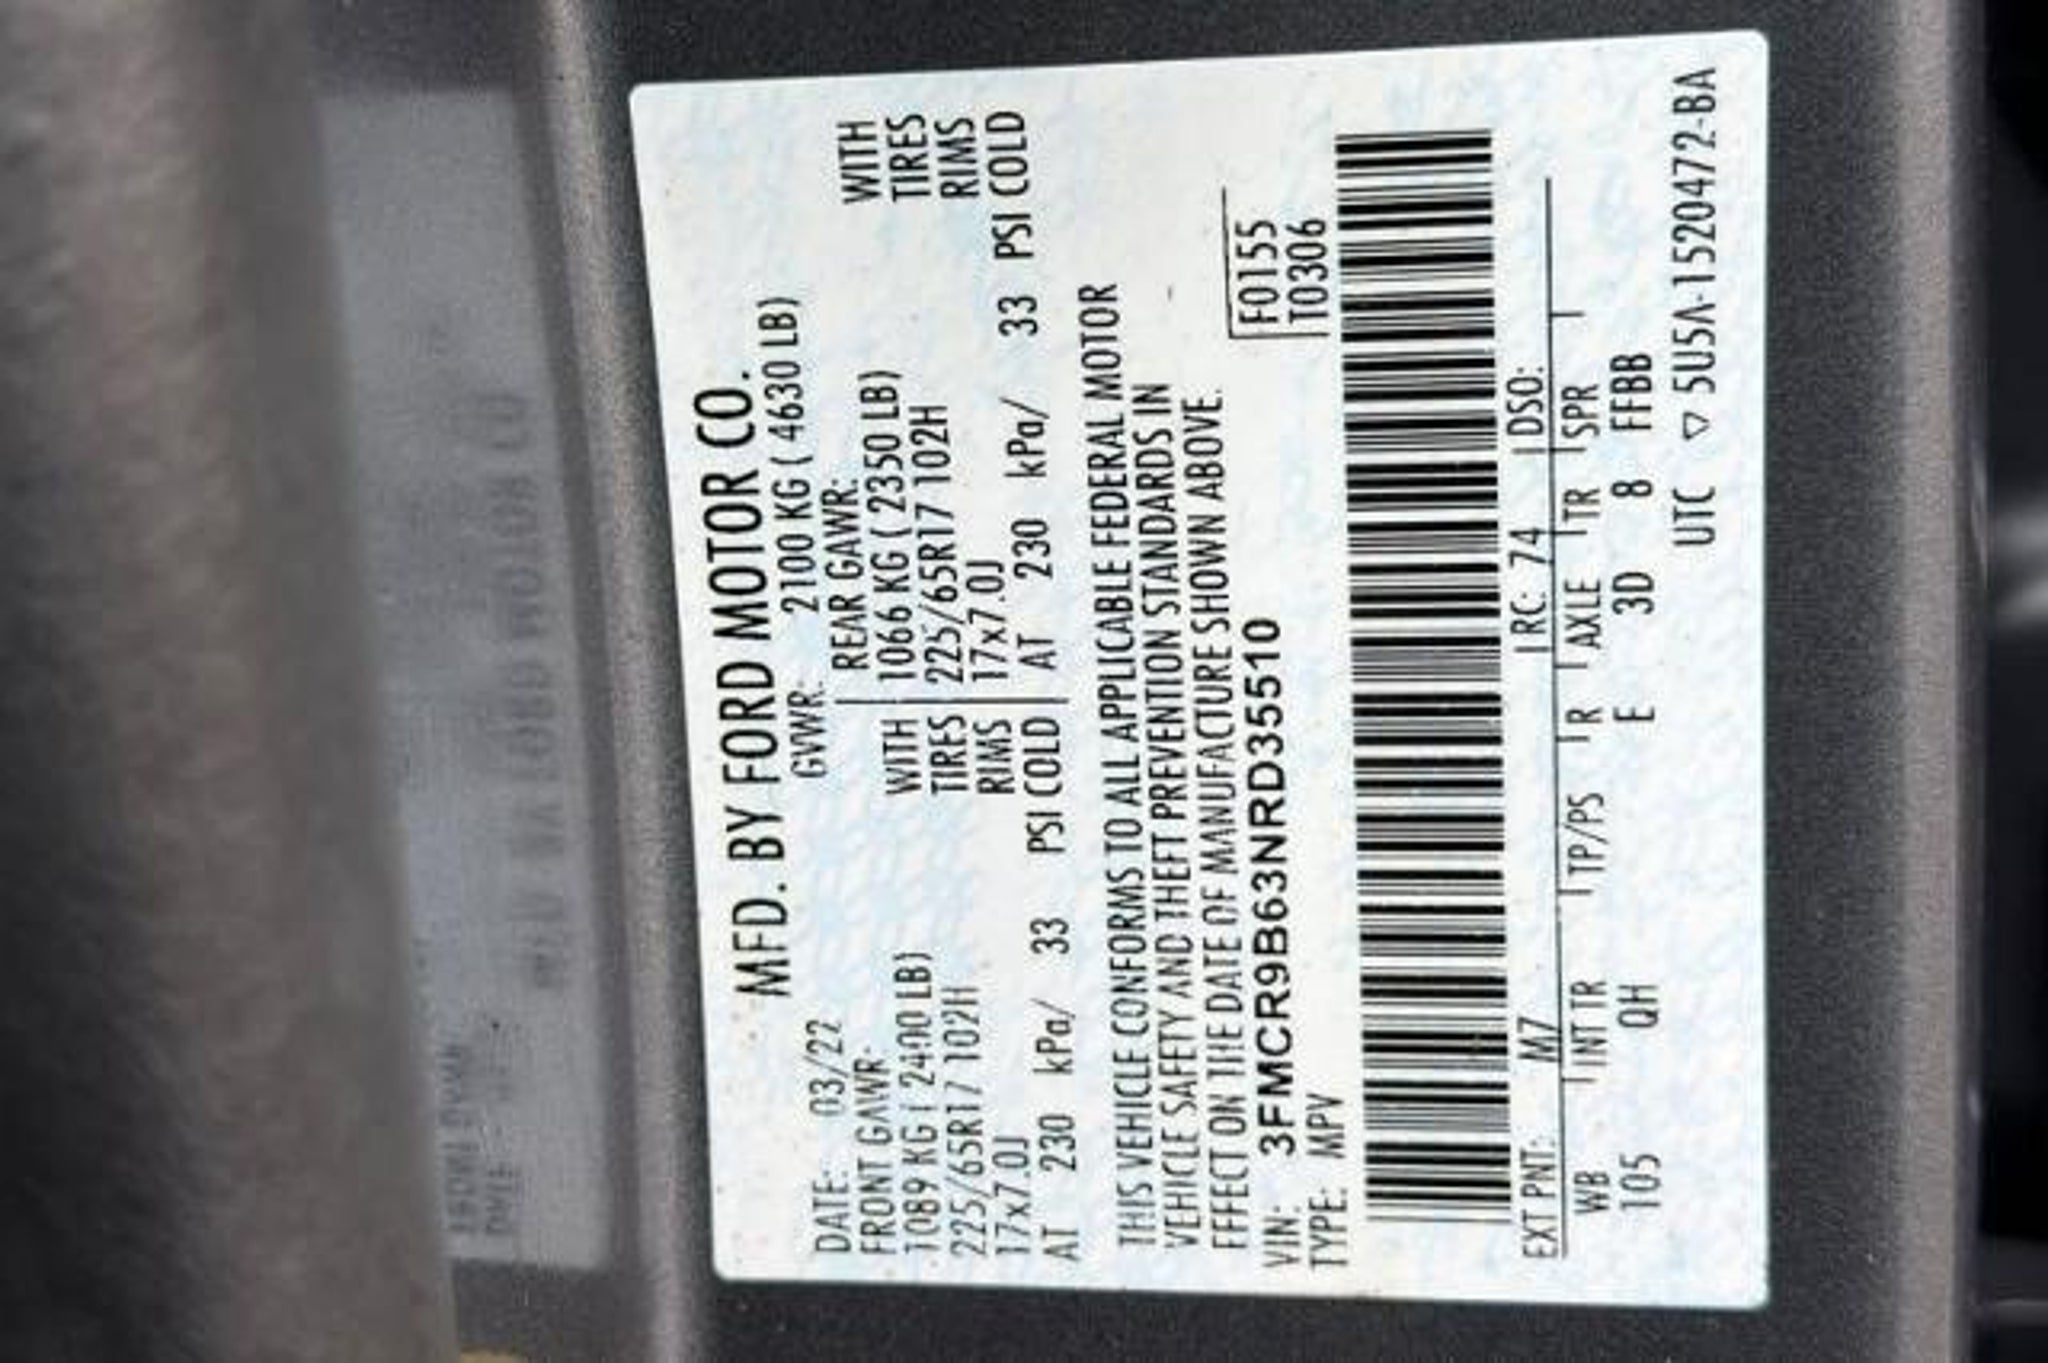 MFD. BY FORD MOTOR CO.
DATE: 03/22 GVWR: 2100 KG ( 4630 LB)
FRONT GAWR: REAR GAWR:
1089 KG ( 2400 LB) WITH 1066 KG ( 2350 LB) WITH
225/65R17 102H TIRES 225/65R17 102H TIRES
17x7.0J RIMS 17x7.0J RIMS
AT 230 kPa/ 33 PSI COLD AT 230 kPa/ 33 PSI COLD
THIS VEHICLE CONFORMS TO ALL APPLICABLE FEDERAL MOTOR
VEHICLE SAFETY AND THEFT PREVENTION STANDARDS IN
EFFECT ON THE DATE OF MANUFACTURE SHOWN ABOVE.
VIN: 3FMCR9B63NRD35510 F0155
TYPE: MPV T0306
EXT PNT: M7 RC: 74 DSO:
WB INT TR TP/PS R AXLE TR SPR
105 QH E 3D 8 FFBB
UTC ▽ 5U5A-1520472-BA